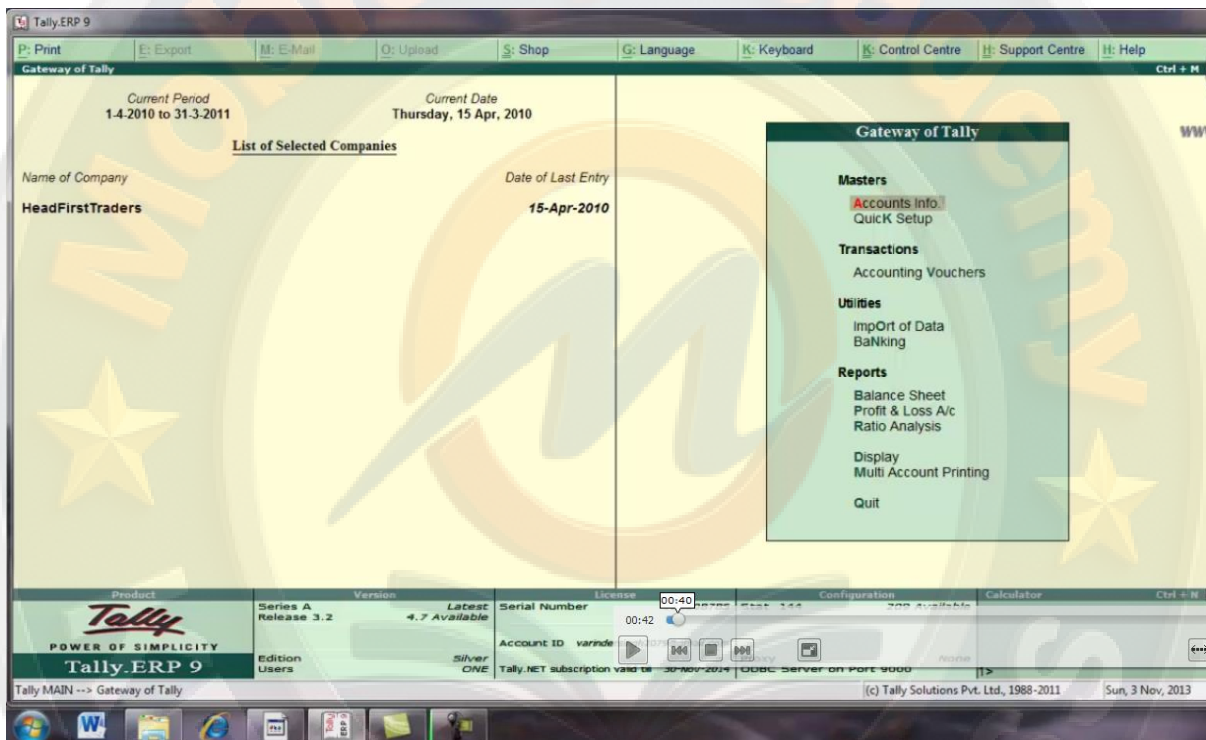 Tally.ERP 9
P: Print E: Export M: E-Mail O: Upload S: Shop G: Language K: Keyboard K: Control Centre H: Support Centre H: Help
Gateway of Tally Ctrl + M
Current Period Current Date
1-4-2010 to 31-3-2011 Thursday, 15 Apr, 2010
List of Selected Companies
Name of Company Date of Last Entry
HeadFirstTraders 15-Apr-2010
Gateway of Tally
Masters
Accounts Info.
QuicK Setup
Transactions
Accounting Vouchers
Utilities
ImpOrt of Data
BaNking
Reports
Balance Sheet
Profit & Loss A/c
Ratio Analysis
Display
Multi Account Printing
Quit
Product Version License Configuration Calculator Ctrl + N
Tally
POWER OF SIMPLICITY
Tally.ERP 9
Series A Latest
Release 3.2 4.7 Available
Edition Silver
Users ONE
Serial Number
Account ID
Tally.NET subscription valid till 30-Nov-2014
ODBC Server on Port 9000
1>
00:40
00:42
Tally MAIN --> Gateway of Tally (c) Tally Solutions Pvt. Ltd., 1988-2011 Sun, 3 Nov, 2013